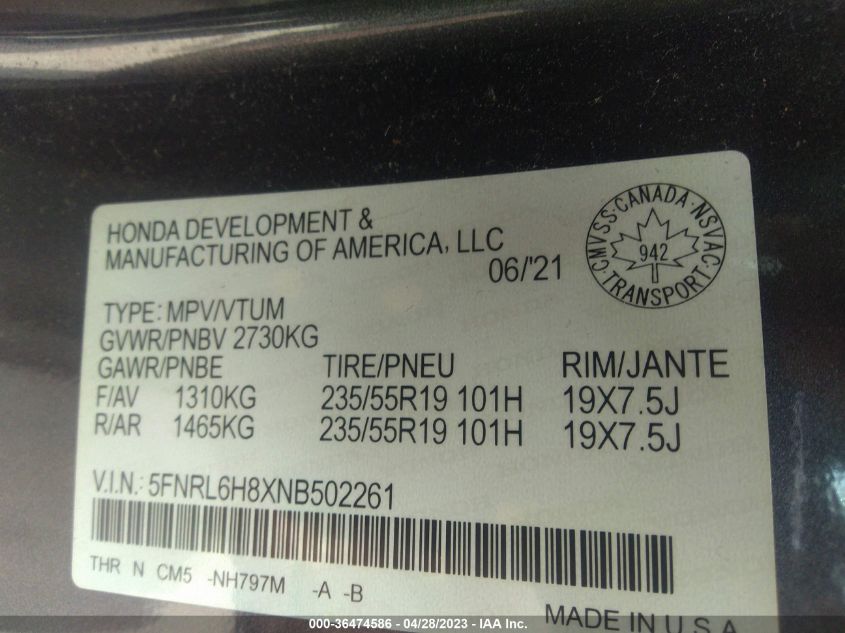 HONDA DEVELOPMENT &
MANUFACTURING OF AMERICA, LLC
06/'21
CMVSS·CANADA·NSVAC·
942
TRANSPORT
TYPE: MPV/VTUM
GVWR/PNBV 2730KG
GAWR/PNBE TIRE/PNEU RIM/JANTE
F/AV 1310KG 235/55R19 101H 19X7.5J
R/AR 1465KG 235/55R19 101H 19X7.5J
V.I.N.: 5FNRL6H8XNB502261
THR N CM5 -NH797M -A -B
MADE IN U.S.A.
000-36474586 - 04/28/2023 - IAA Inc.